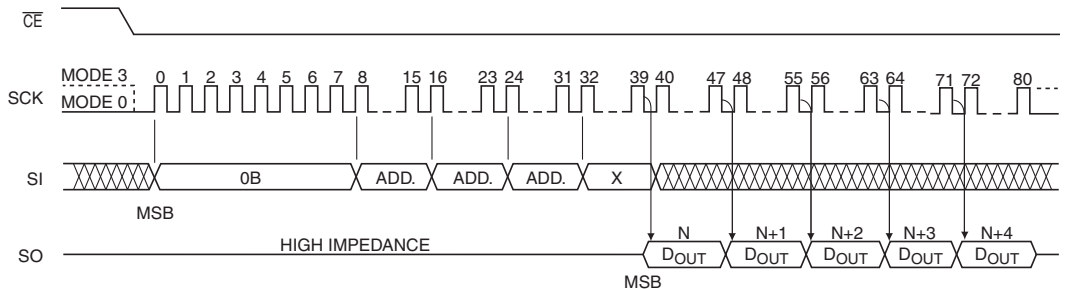 CE
MODE 3
0 1 2 3 4 5 6 7 8 15 16 23 24 31 32 39 40 47 48 55 56 63 64 71 72 80
SCK
MODE 0
SI
0B ADD. ADD. ADD. X
MSB
N N+1 N+2 N+3 N+4
SO
HIGH IMPEDANCE
DOUT DOUT DOUT DOUT DOUT
MSB